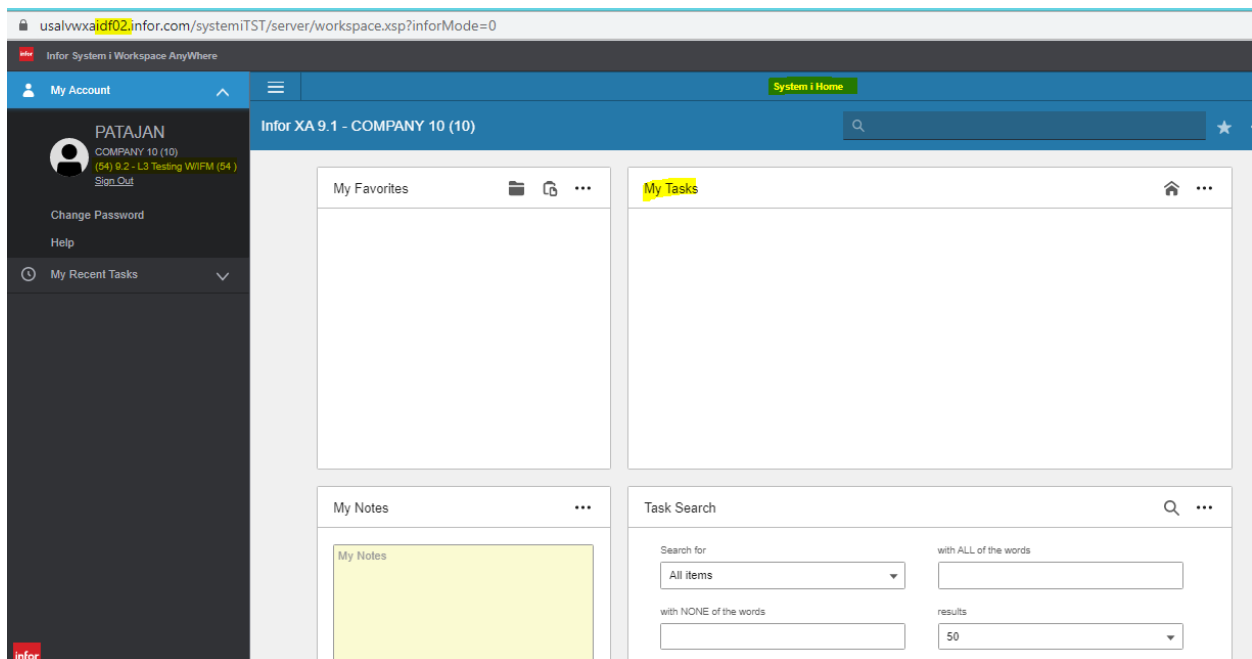 usalvwxaidf02.infor.com/systemiTST/server/workspace.xsp?inforMode=0
infor Infor System i Workspace AnyWhere
My Account
System i Home
PATAJAN
COMPANY 10 (10)
(54) 9.2 - L3 Testing W/IFM (54 )
Sign Out
Change Password
Help
My Recent Tasks
Infor XA 9.1 - COMPANY 10 (10)
My Favorites
My Tasks
My Notes
My Notes
Task Search
Search for
All items
with ALL of the words
with NONE of the words
results
50
infor